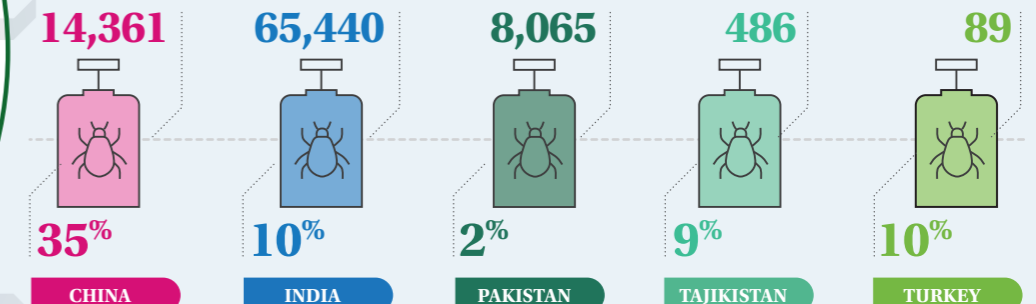 14,361
65,440
8,065
486
89
35%
10%
2%
9%
10%
CHINA
INDIA
PAKISTAN
TAJIKISTAN
TURKEY